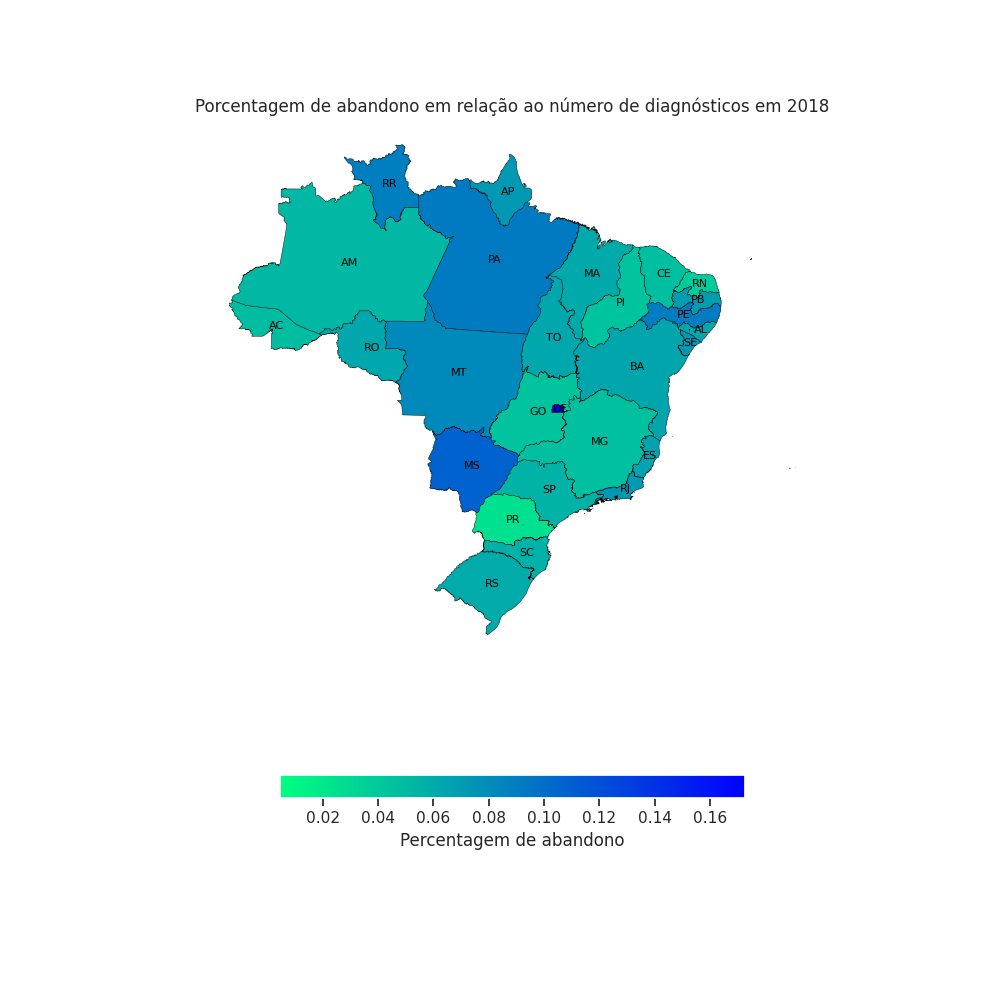 Porcentagem de abandono em relação ao número de diagnósticos em 2018
RR
AP
AM
PA
MA
CE
RN
PI
PB
PE
AC
AL
TO
SE
RO
BA
MT
GO
DF
MG
ES
MS
SP
RJ
PR
SC
RS
0.02 0.04 0.06 0.08 0.10 0.12 0.14 0.16
Percentagem de abandono